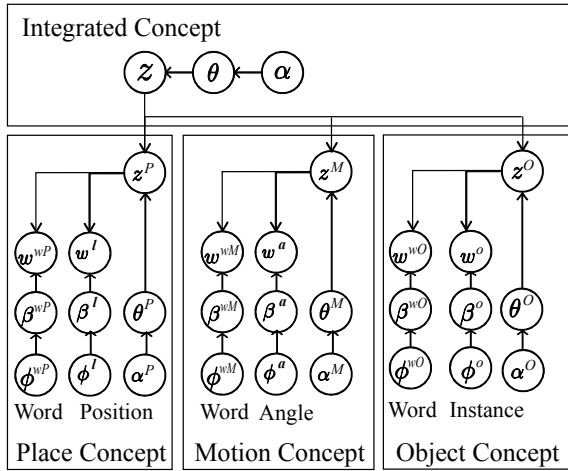 Integrated Concept
z θ α
z^P z^M z^O
w^wP w^l w^wM w^a w^wO w^o
β^wP β^l θ^P β^wM β^a θ^M β^wO β^o θ^O
ϕ^wP ϕ^l α^P ϕ^wM ϕ^a α^M ϕ^wO ϕ^o α^O
Word Position Word Angle Word Instance
Place Concept Motion Concept Object Concept